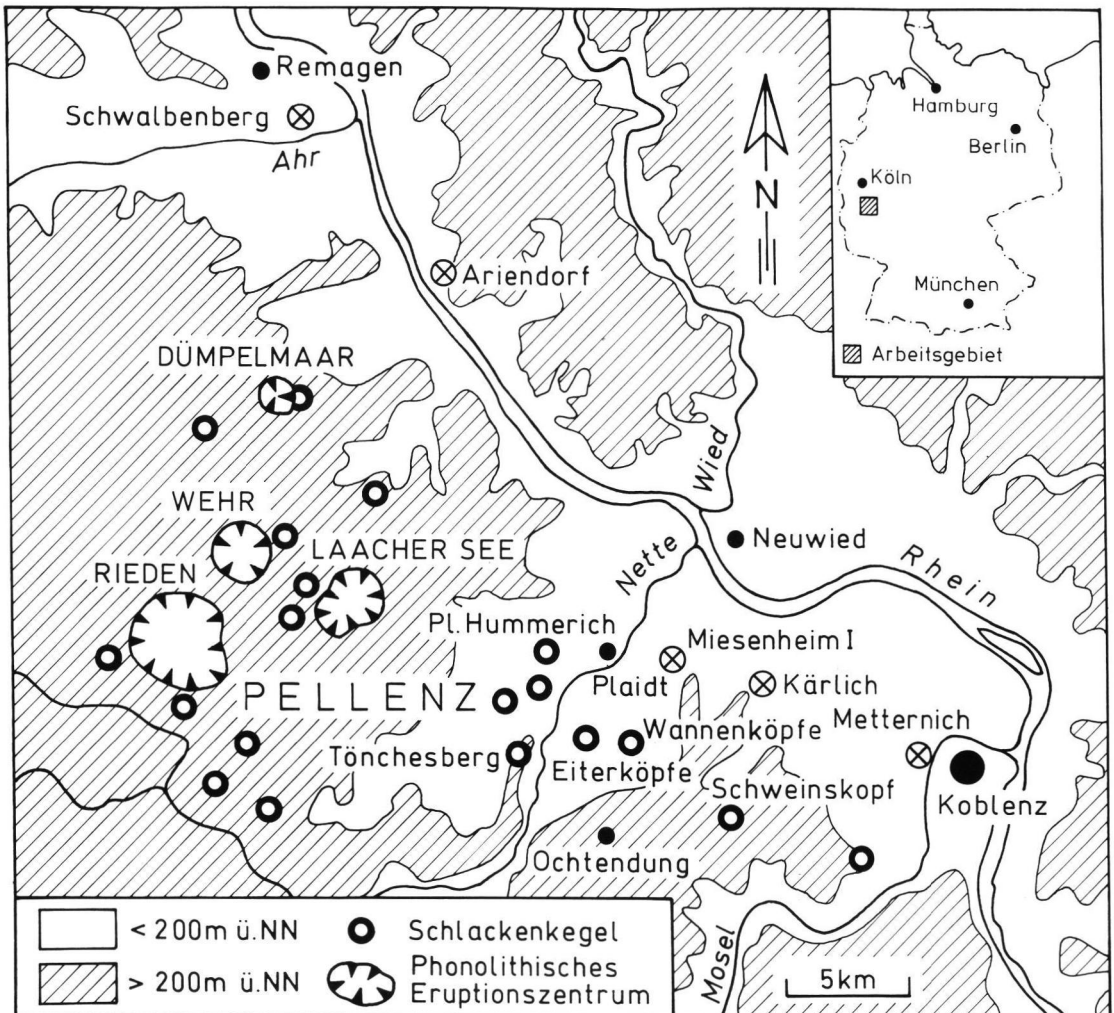 Remagen
Schwalbenberg
Ahr
Hamburg
Berlin
Köln
München
Arbeitsgebiet
N
Ariendorf
DÜMPELMAAR
WEHR
LAACHER SEE
RIEDEN
Wied
Neuwied
Nette
Rhein
Pl. Hummerich
Miesenheim I
Plaidt
Kärlich
PELLENZ
Metternich
Wannenköpfe
Tönchesberg
Eiterköpfe
Schweinskopf
Koblenz
Ochtendung
Mosel
5km
< 200m ü.NN
Schlackenkegel
> 200m ü.NN
Phonolithisches
Eruptionszentrum